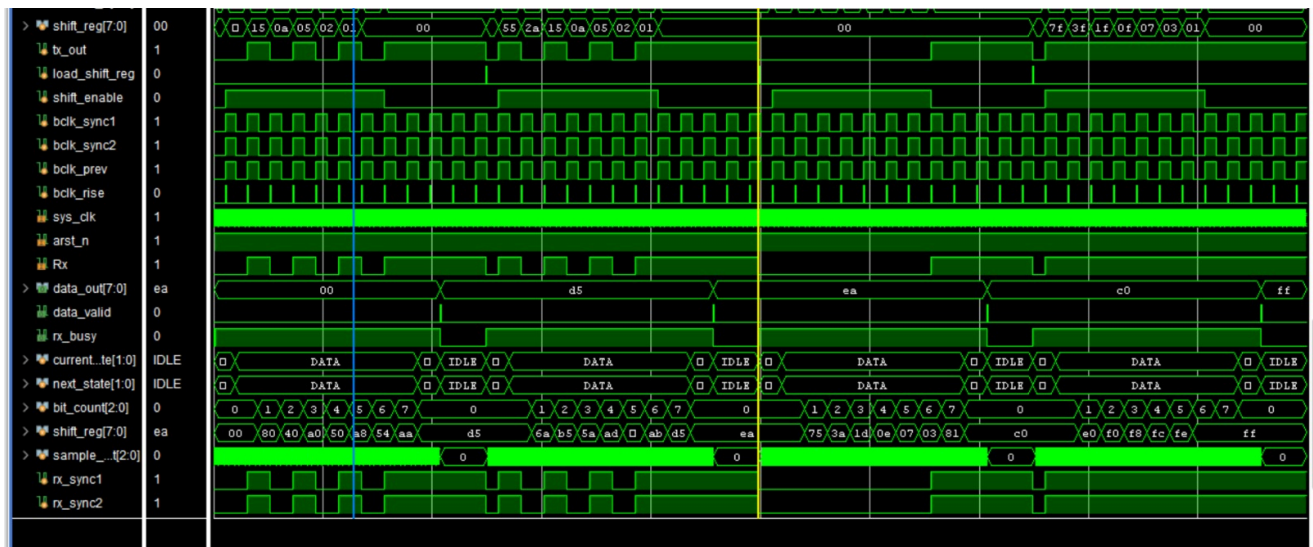 shift_reg[7:0] 00 15 0a 05 02 01 00 55 2a 15 0a 05 02 01 00 7f 3f 1f 0f 07 03 01 00
tx_out 1
load_shift_reg 0
shift_enable 0
bclk_sync1 1
bclk_sync2 1
bclk_prev 1
bclk_rise 0
sys_clk 1
arst_n 1
Rx 1
data_out[7:0] ea 00 d5 ea c0 ff
data_valid 0
rx_busy 0
current...te[1:0] IDLE DATA IDLE DATA IDLE DATA IDLE DATA IDLE
next_state[1:0] IDLE DATA IDLE DATA IDLE DATA IDLE DATA IDLE
bit_count[2:0] 0 0 1 2 3 4 5 6 7 0 1 2 3 4 5 6 7 0 1 2 3 4 5 6 7 0 1 2 3 4 5 6 7 0
shift_reg[7:0] ea 00 80 40 a0 50 a8 54 aa d5 6a b5 5a ad ab d5 ea 75 3a 1d 0e 07 03 81 c0 e0 f0 f8 fc fe ff
sample_...t[2:0] 0 0 0 0 0
rx_sync1 1
rx_sync2 1